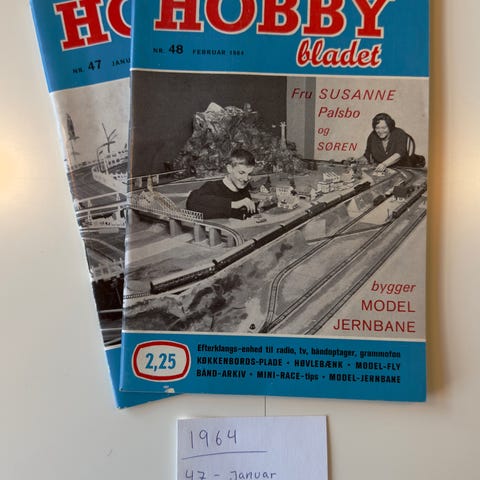 HO
NR. 47 JANU
HOBBY
bladet
NR. 48 FEBRUAR 1964
Fru SUSANNE
Palsbo
og
SØREN
bygger
MODEL
JERNBANE
2,25
Efterklangs-enhed til radio, tv, båndoptager, grammofon
KØKKENBORDS-PLADE • HØVLEBÆNK • MODEL-FLY
BÅND-ARKIV • MINI-RACE-tips • MODEL-JERNBANE
1964
47 - Januar